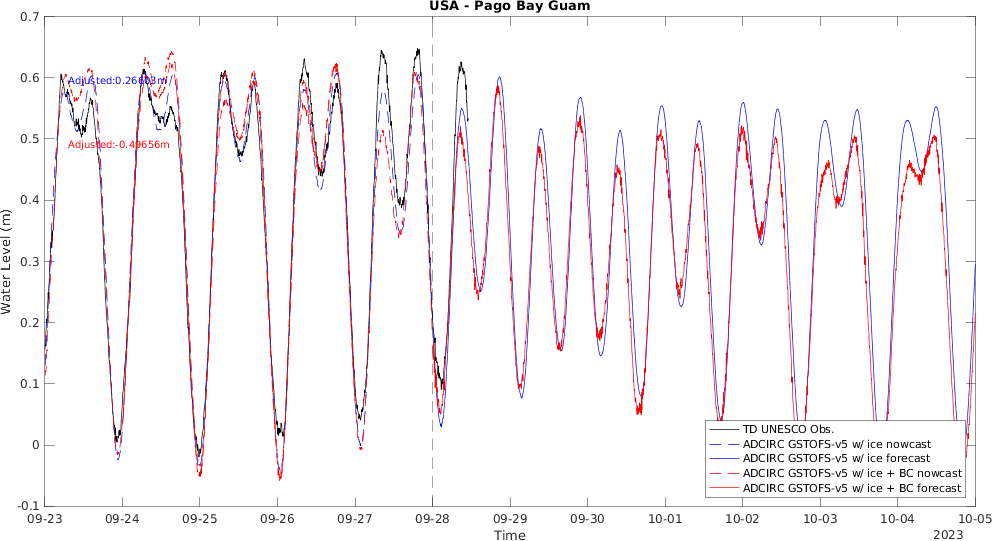 USA - Pago Bay Guam
0.7
0.6
0.5
0.4
0.3
0.2
0.1
0
-0.1
Water Level (m)
Adjusted:-0.49656m
TD UNESCO Obs.
ADCIRC GSTOFS-v5 w/ ice nowcast
ADCIRC GSTOFS-v5 w/ ice forecast
ADCIRC GSTOFS-v5 w/ ice + BC nowcast
ADCIRC GSTOFS-v5 w/ ice + BC forecast
09-23 09-24 09-25 09-26 09-27 09-28 09-29 09-30 10-01 10-02 10-03 10-04 10-05
Time
2023